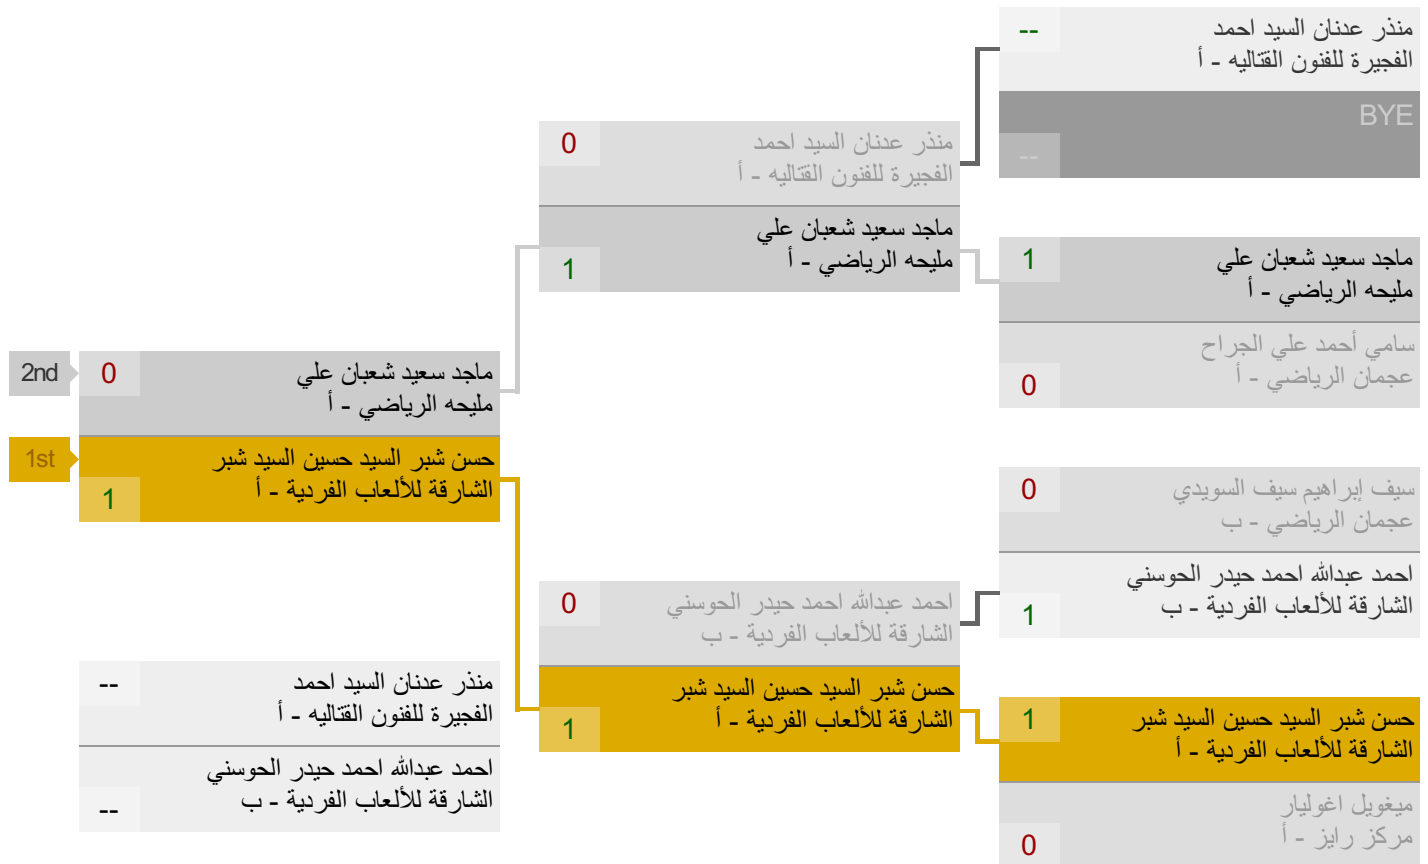 منذر عدنان السيد احمد
الفجيرة للفنون القتاليه - أ
--
BYE
--
ماجد سعيد شعبان علي
مليحه الرياضي - أ
1
سامي أحمد علي الجراح
عجمان الرياضي - أ
0
سيف إبراهيم سيف السويدي
عجمان الرياضي - ب
0
احمد عبدالله احمد حيدر الحوسني
الشارقة للألعاب الفردية - ب
1
حسن شبر السيد حسين السيد شبر
الشارقة للألعاب الفردية - أ
1
ميغويل اغوليار
مركز رايز - أ
0
منذر عدنان السيد احمد
الفجيرة للفنون القتاليه - أ
0
ماجد سعيد شعبان علي
مليحه الرياضي - أ
1
احمد عبدالله احمد حيدر الحوسني
الشارقة للألعاب الفردية - ب
0
حسن شبر السيد حسين السيد شبر
الشارقة للألعاب الفردية - أ
1
ماجد سعيد شعبان علي
مليحه الرياضي - أ
0
2nd
حسن شبر السيد حسين السيد شبر
الشارقة للألعاب الفردية - أ
1
1st
منذر عدنان السيد احمد
الفجيرة للفنون القتاليه - أ
--
احمد عبدالله احمد حيدر الحوسني
الشارقة للألعاب الفردية - ب
--